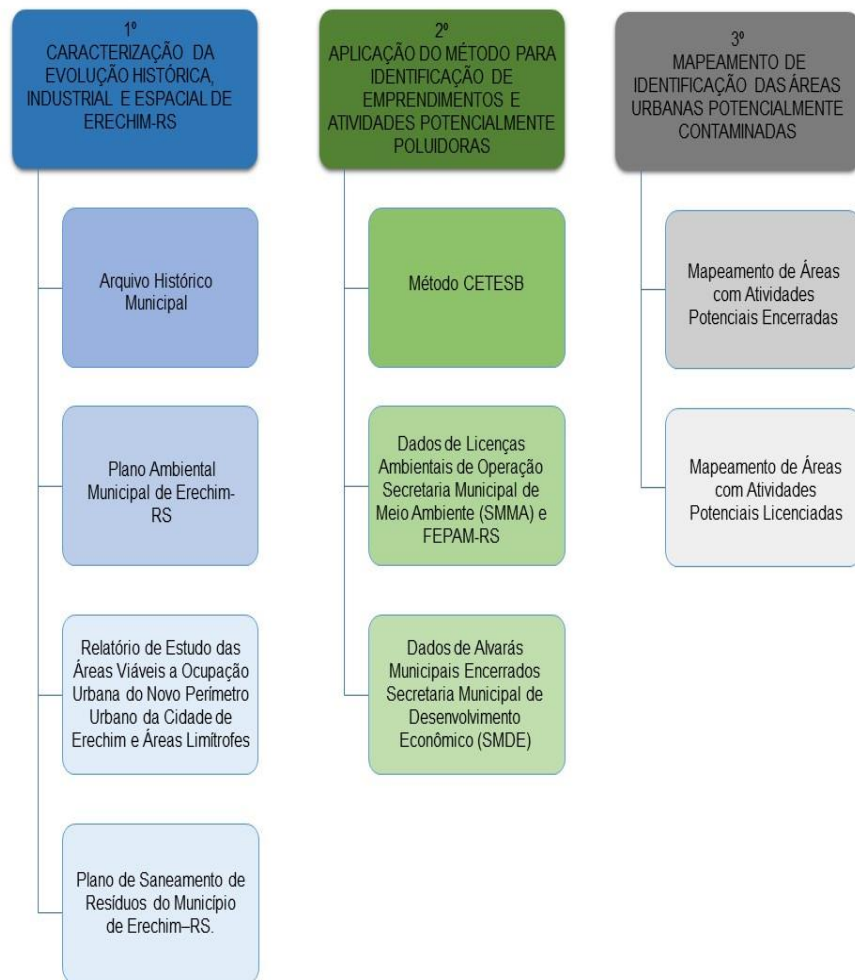 1º
CARACTERIZAÇÃO DA
EVOLUÇÃO HISTÓRICA,
INDUSTRIAL E ESPACIAL DE
ERECHIM-RS
Arquivo Histórico
Municipal
Plano Ambiental
Municipal de Erechim-
RS
Relatório de Estudo das
Áreas Viáveis a Ocupação
Urbana do Novo Perímetro
Urbano da Cidade de
Erechim e Áreas Limítrofes
Plano de Saneamento de
Resíduos do Município
de Erechim–RS.
2º
APLICAÇÃO DO MÉTODO PARA
IDENTIFICAÇÃO DE
EMPRENDIMENTOS E
ATIVIDADES POTENCIALMENTE
POLUIDORAS
Método CETESB
Dados de Licenças
Ambientais de Operação
Secretaria Municipal de
Meio Ambiente (SMMA) e
FEPAM-RS
Dados de Alvarás
Municipais Encerrados
Secretaria Municipal de
Desenvolvimento
Econômico (SMDE)
3º
MAPEAMENTO DE
IDENTIFICAÇÃO DAS ÁREAS
URBANAS POTENCIALMENTE
CONTAMINADAS
Mapeamento de Áreas
com Atividades
Potenciais Encerradas
Mapeamento de Áreas
com Atividades
Potenciais Licenciadas